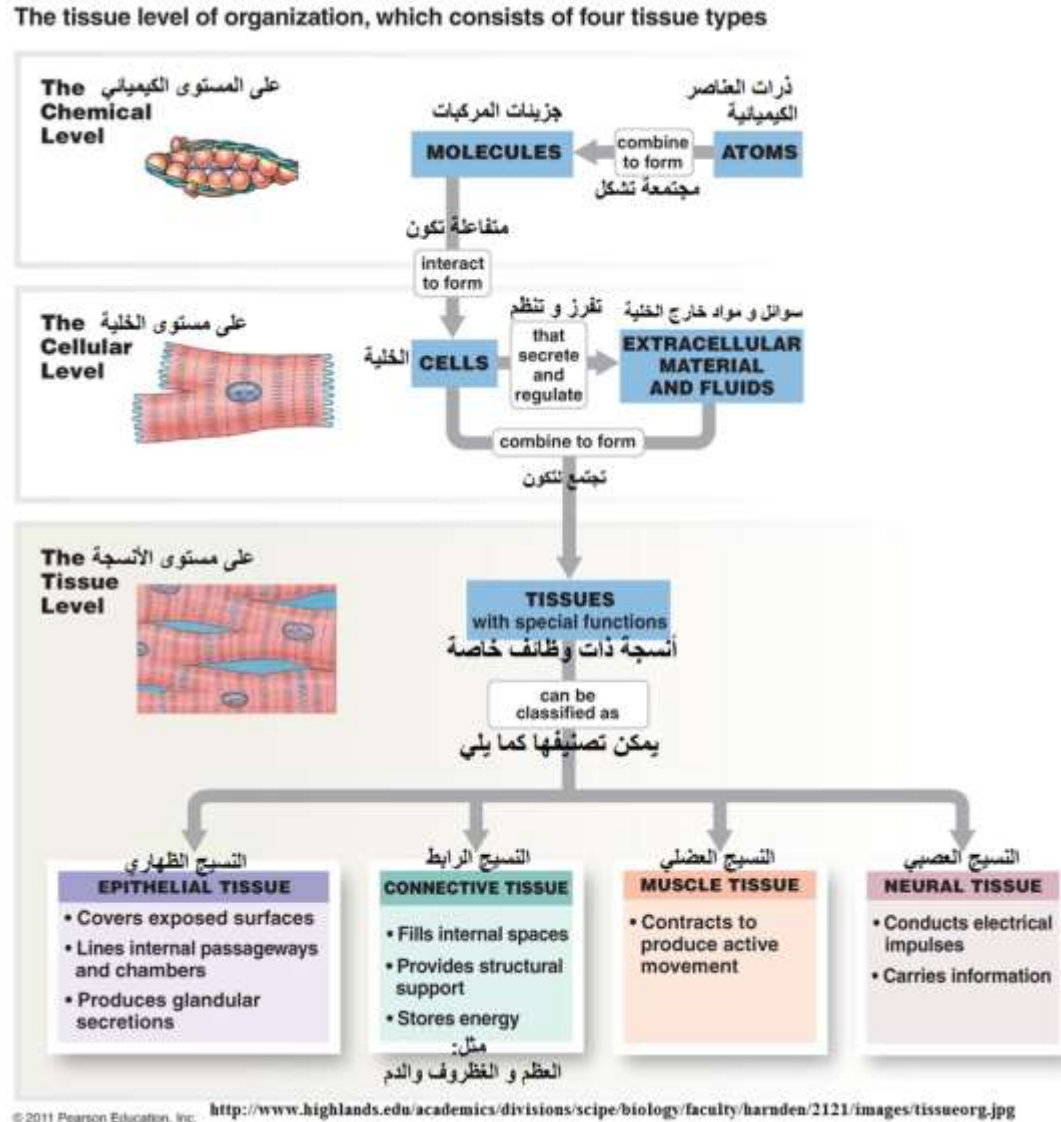 The tissue level of organization, which consists of four tissue types
The على المستوى الكيميائي
Chemical
Level
ذرات العناصر
الكيميائية
جزيئات المركبات
MOLECULES
combine
to form
ATOMS
مجتمعة تشكل
متفاعلة تكون
interact
to form
The على مستوى الخلية
Cellular
Level
الخلية
CELLS
تفرز و تنظم
that
secrete
and
regulate
سوائل و مواد خارج الخلية
EXTRACELLULAR
MATERIAL
AND FLUIDS
combine to form
تجتمع لتكون
The على مستوى الأنسجة
Tissue
Level
TISSUES
with special functions
أنسجة ذات وظائف خاصة
can be
classified as
يمكن تصنيفها كما يلي
النسيج الظهاري
EPITHELIAL TISSUE
• Covers exposed surfaces
• Lines internal passageways
and chambers
• Produces glandular
secretions
النسيج الرابط
CONNECTIVE TISSUE
• Fills internal spaces
• Provides structural
support
• Stores energy
مثل:
العظم و الغظروف والدم
النسيج العضلي
MUSCLE TISSUE
• Contracts to
produce active
movement
النسيج العصبي
NEURAL TISSUE
• Conducts electrical
impulses
• Carries information
© 2011 Pearson Education, Inc.
http://www.highlands.edu/academics/divisions/scipe/biology/faculty/harnden/2121/images/tissueorg.jpg